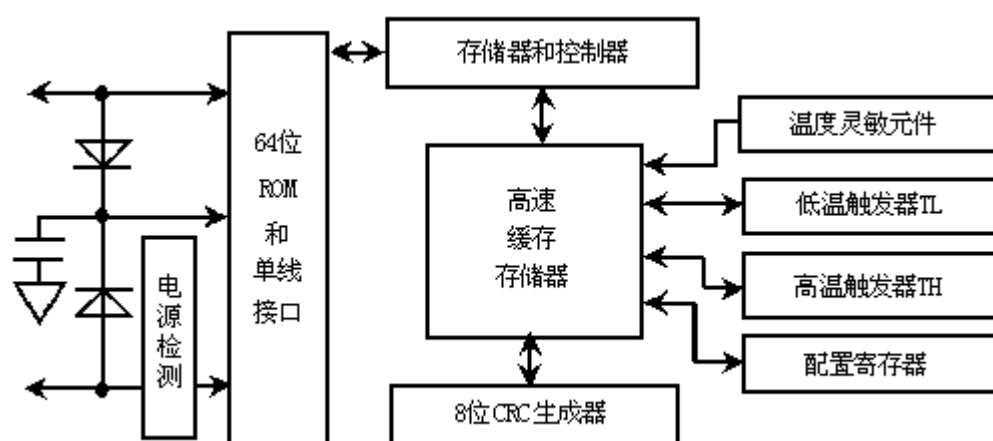 存储器和控制器
64位
ROM
和
单线
接口
高速
缓存
存储器
温度灵敏元件
低温触发器TL
高温触发器TH
配置寄存器
电
源
检
测
8位CRC生成器